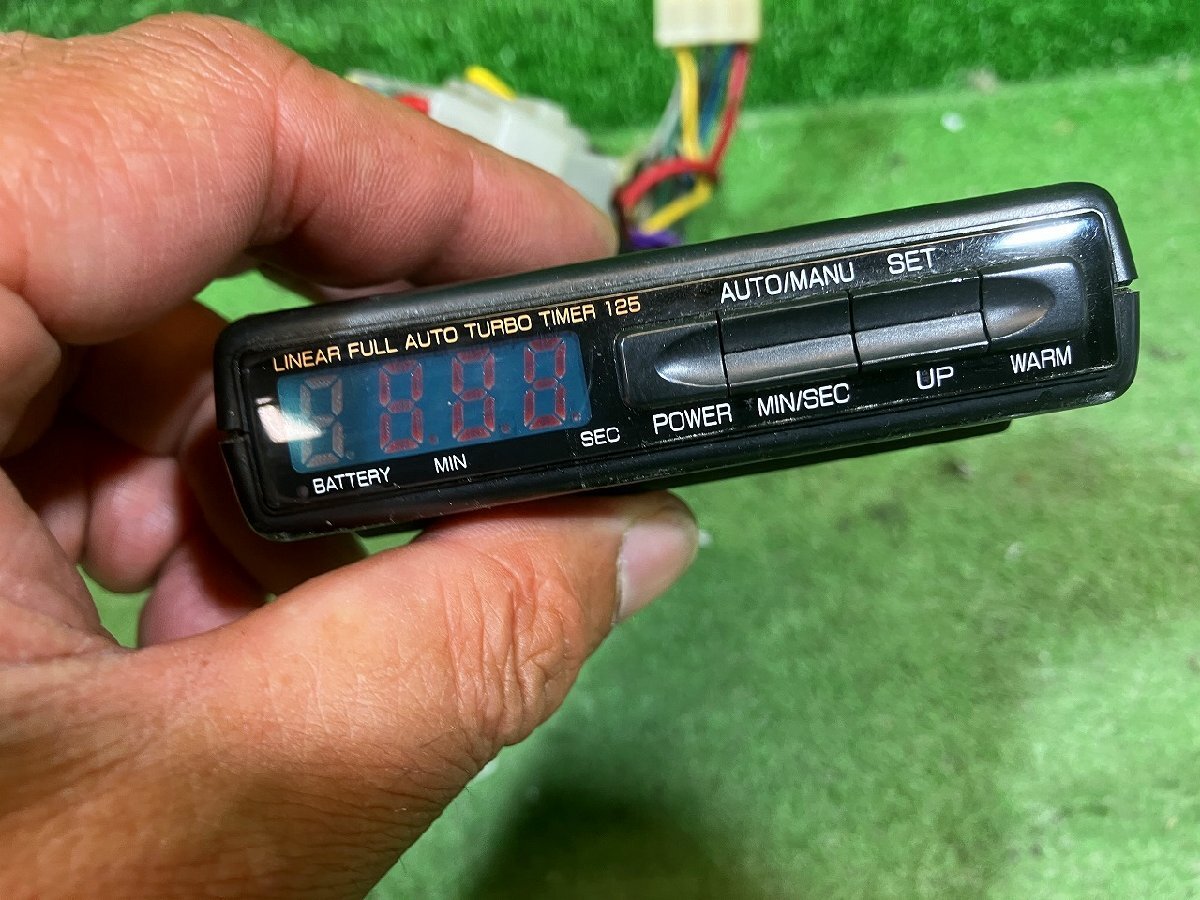 LINEAR FULL AUTO TURBO TIMER 125
AUTO/MANU SET
BATTERY MIN SEC
POWER MIN/SEC UP WARM